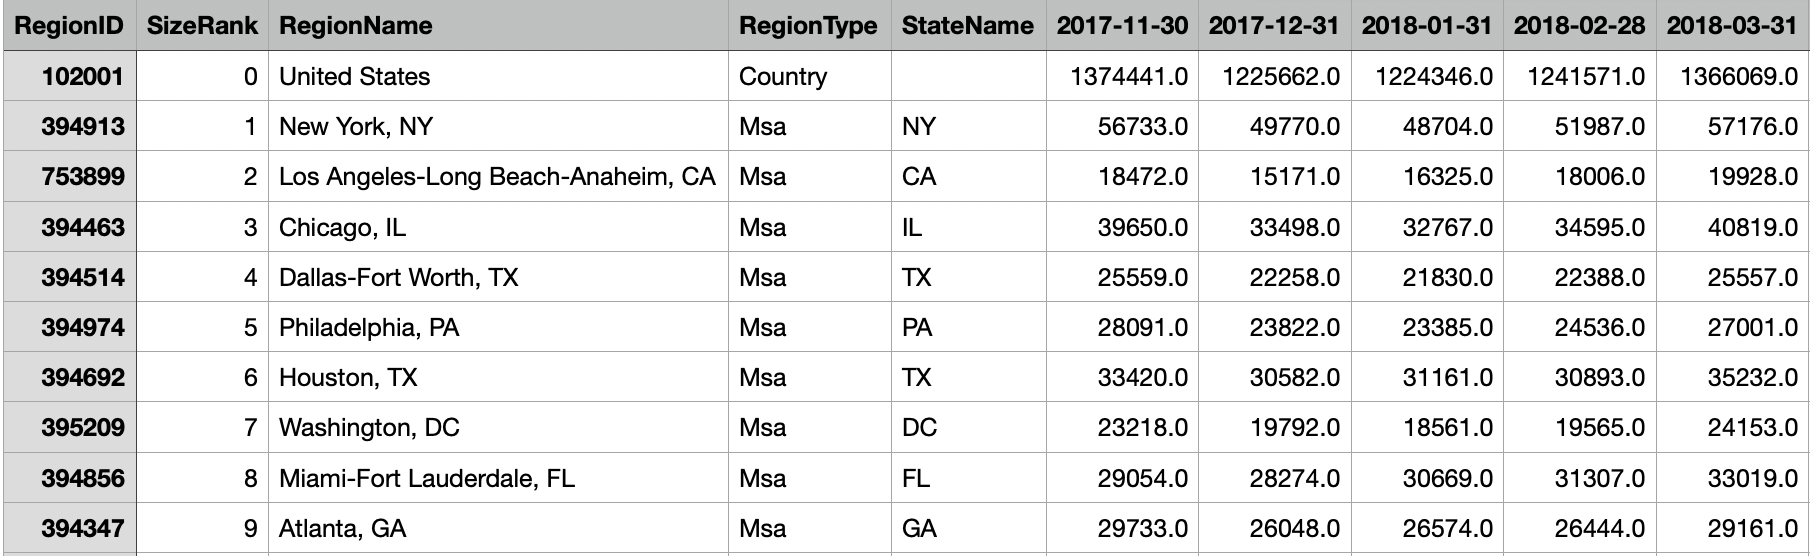 RegionID SizeRank RegionName RegionType StateName 2017-11-30 2017-12-31 2018-01-31 2018-02-28 2018-03-31
102001 0 United States Country 1374441.0 1225662.0 1224346.0 1241571.0 1366069.0
394913 1 New York, NY Msa NY 56733.0 49770.0 48704.0 51987.0 57176.0
753899 2 Los Angeles-Long Beach-Anaheim, CA Msa CA 18472.0 15171.0 16325.0 18006.0 19928.0
394463 3 Chicago, IL Msa IL 39650.0 33498.0 32767.0 34595.0 40819.0
394514 4 Dallas-Fort Worth, TX Msa TX 25559.0 22258.0 21830.0 22388.0 25557.0
394974 5 Philadelphia, PA Msa PA 28091.0 23822.0 23385.0 24536.0 27001.0
394692 6 Houston, TX Msa TX 33420.0 30582.0 31161.0 30893.0 35232.0
395209 7 Washington, DC Msa DC 23218.0 19792.0 18561.0 19565.0 24153.0
394856 8 Miami-Fort Lauderdale, FL Msa FL 29054.0 28274.0 30669.0 31307.0 33019.0
394347 9 Atlanta, GA Msa GA 29733.0 26048.0 26574.0 26444.0 29161.0